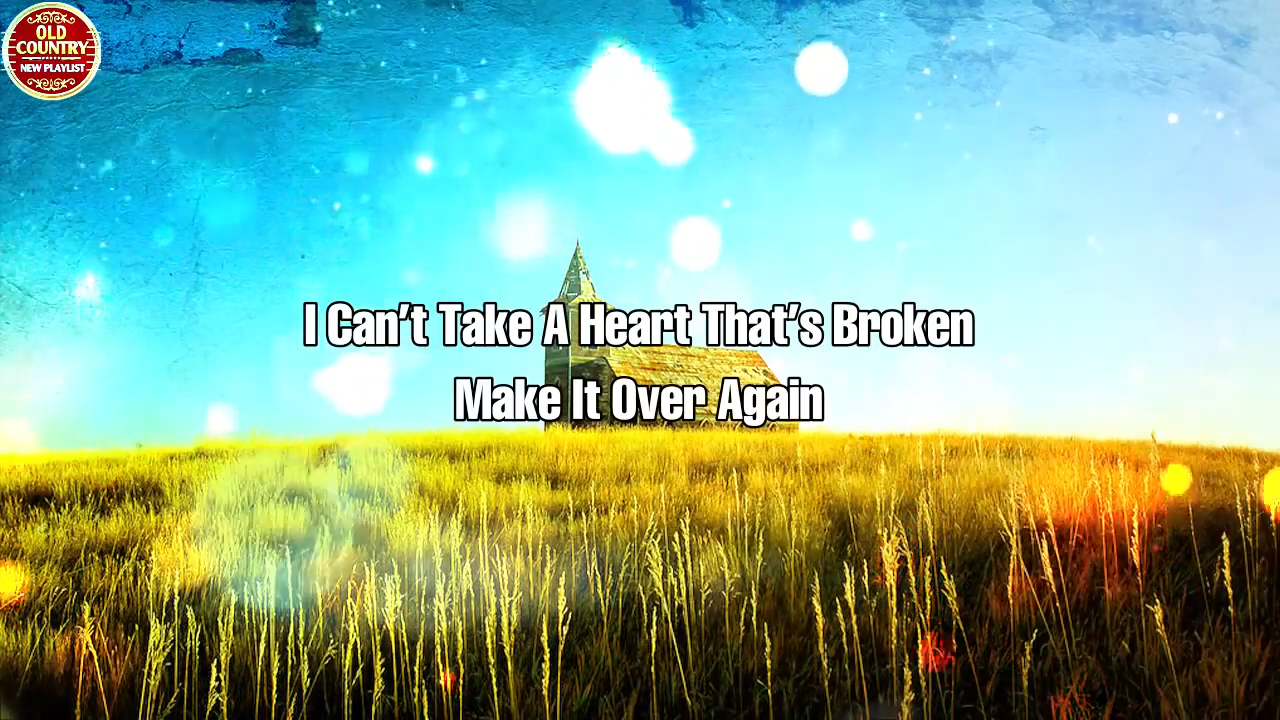 OLD
COUNTRY
NEW PLAYLIST
I Can't Take A Heart That's Broken
Make It Over Again